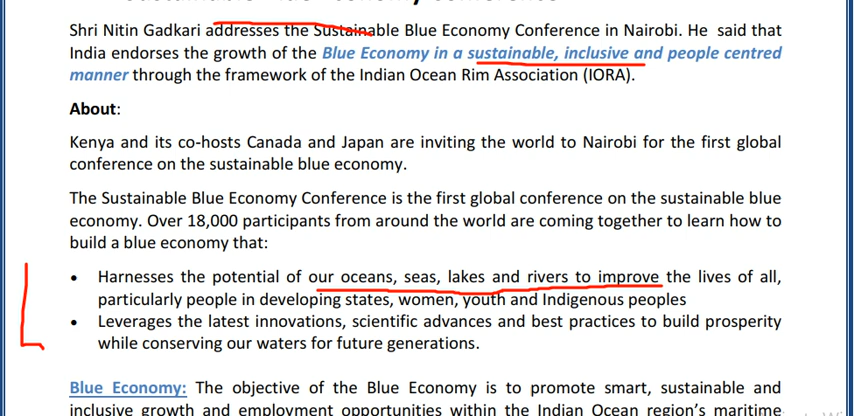 Shri Nitin Gadkari addresses the Sustainable Blue Economy Conference in Nairobi. He said that
India endorses the growth of the Blue Economy in a sustainable, inclusive and people centred
manner through the framework of the Indian Ocean Rim Association (IORA).
About:
Kenya and its co-hosts Canada and Japan are inviting the world to Nairobi for the first global
conference on the sustainable blue economy.
The Sustainable Blue Economy Conference is the first global conference on the sustainable blue
economy. Over 18,000 participants from around the world are coming together to learn how to
build a blue economy that:
• Harnesses the potential of our oceans, seas, lakes and rivers to improve the lives of all,
particularly people in developing states, women, youth and Indigenous peoples
• Leverages the latest innovations, scientific advances and best practices to build prosperity
while conserving our waters for future generations.
Blue Economy: The objective of the Blue Economy is to promote smart, sustainable and
inclusive growth and employment opportunities within the Indian Ocean region's maritime